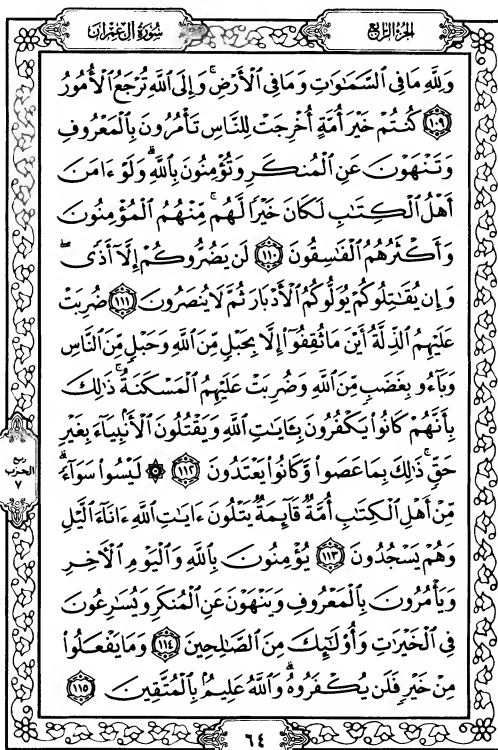 الجزء الرابع
سورة آل عمران
وَلِلَّهِ مَا فِي السَّمَـٰوَٰتِ وَمَا فِي الْأَرْضِ ۚ وَإِلَى اللَّهِ تُرْجَعُ الْأُمُورُ
١٠٩ كُنتُمْ خَيْرَ أُمَّةٍ أُخْرِجَتْ لِلنَّاسِ تَأْمُرُونَ بِالْمَعْرُوفِ
وَتَنْهَوْنَ عَنِ الْمُنكَرِ وَتُؤْمِنُونَ بِاللَّهِ ۗ وَلَوْ ءَامَنَ
أَهْلُ الْكِتَـٰبِ لَكَانَ خَيْرًا لَّهُم ۚ مِّنْهُمُ الْمُؤْمِنُونَ
وَأَكْثَرُهُمُ الْفَـٰسِقُونَ ١١٠ لَن يَضُرُّوكُمْ إِلَّآ أَذًى ۖ
وَإِن يُقَـٰتِلُوكُمْ يُوَلُّوكُمُ الْأَدْبَارَ ثُمَّ لَا يُنصَرُونَ ١١١ ضُرِبَتْ
عَلَيْهِمُ الذِّلَّةُ أَيْنَ مَا ثُقِفُوٓا۟ إِلَّا بِحَبْلٍ مِّنَ اللَّهِ وَحَبْلٍ مِّنَ النَّاسِ
وَبَآءُو بِغَضَبٍ مِّنَ اللَّهِ وَضُرِبَتْ عَلَيْهِمُ الْمَسْكَنَةُ ۚ ذَٰلِكَ
بِأَنَّهُمْ كَانُوا۟ يَكْفُرُونَ بِـَٔايَـٰتِ اللَّهِ وَيَقْتُلُونَ الْأَنۢبِيَآءَ بِغَيْرِ
حَقٍّ ۚ ذَٰلِكَ بِمَا عَصَوا۟ وَّكَانُوا۟ يَعْتَدُونَ ١١٢ ۞ لَيْسُوا۟ سَوَآءً ۗ
مِّنْ أَهْلِ الْكِتَـٰبِ أُمَّةٌ قَآئِمَةٌ يَتْلُونَ ءَايَـٰتِ اللَّهِ ءَانَآءَ الَّيْلِ
وَهُمْ يَسْجُدُونَ ١١٣ يُؤْمِنُونَ بِاللَّهِ وَالْيَوْمِ الْـَٔاخِرِ
وَيَأْمُرُونَ بِالْمَعْرُوفِ وَيَنْهَوْنَ عَنِ الْمُنكَرِ وَيُسَـٰرِعُونَ
فِي الْخَيْرَٰتِ وَأُو۟لَـٰٓئِكَ مِنَ الصَّـٰلِحِينَ ١١٤ وَمَا يَفْعَلُوا۟
مِنْ خَيْرٍ فَلَن يُكْفَرُوهُ ۗ وَاللَّهُ عَلِيمٌۢ بِالْمُتَّقِينَ ١١٥
ربع
الحزب
٧
٦٤